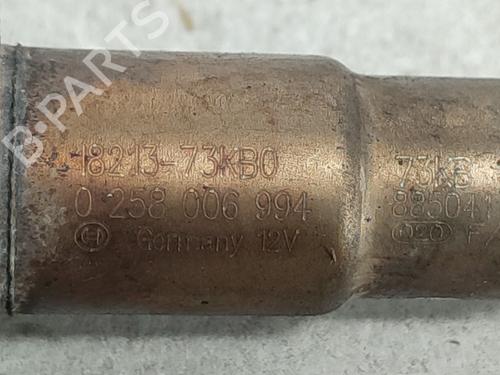 B-PARTS
18213-73KB0
0 258 006 994
Germany 12V
73KB
885041